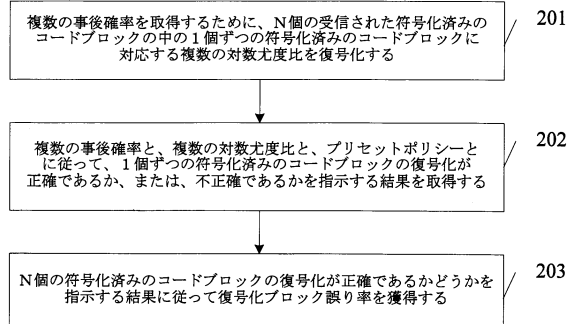 複数の事後確率を取得するために、N個の受信された符号化済みの
コードブロックの中の1個ずつの符号化済みのコードブロックに
対応する複数の対数尤度比を復号化する
201
複数の事後確率と、複数の対数尤度比と、プリセットポリシーと
に従って、1個ずつの符号化済みのコードブロックの復号化が
正確であるか、または、不正確であるかを指示する結果を取得する
202
N個の符号化済みのコードブロックの復号化が正確であるかどうかを
指示する結果に従って復号化ブロック誤り率を獲得する
203